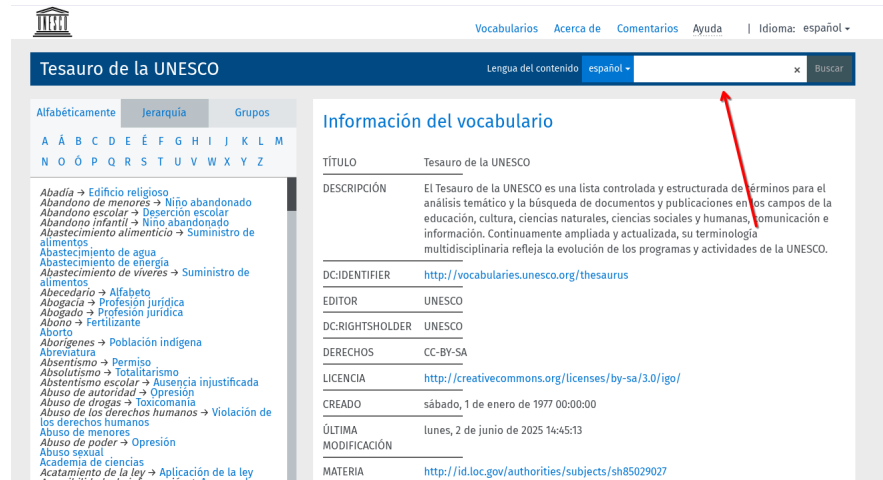 Vocabularios Acerca de Comentarios Ayuda | Idioma: español
Tesauro de la UNESCO
Lengua del contenido español × Buscar
Alfabéticamente Jerarquía Grupos
A Á B C D E É F G H I J K L M
N O Ó P Q R S T U V W X Y Z
Abadía → Edificio religioso
Abandono de menores → Niño abandonado
Abandono escolar → Deserción escolar
Abandono infantil → Niño abandonado
Abastecimiento alimenticio → Suministro de
alimentos
Abastecimiento de agua
Abastecimiento de energía
Abastecimiento de víveres → Suministro de
alimentos
Abecedario → Alfabeto
Abogacía → Profesión jurídica
Abogado → Profesión jurídica
Abono → Fertilizante
Aborto
Aborígenes → Población indígena
Abreviatura
Absentismo → Permiso
Absolutismo → Totalitarismo
Abstentismo escolar → Ausencia injustificada
Abuso de autoridad → Opresión
Abuso de drogas → Toxicomanía
Abuso de los derechos humanos → Violación de
los derechos humanos
Abuso de menores
Abuso de poder → Opresión
Abuso sexual
Academia de ciencias
Acatamiento de la ley → Aplicación de la ley
Información del vocabulario
TÍTULO Tesauro de la UNESCO
DESCRIPCIÓN El Tesauro de la UNESCO es una lista controlada y estructurada de términos para el
análisis temático y la búsqueda de documentos y publicaciones en los campos de la
educación, cultura, ciencias naturales, ciencias sociales y humanas, comunicación e
información. Continuamente ampliada y actualizada, su terminología
multidisciplinaria refleja la evolución de los programas y actividades de la UNESCO.
DC:IDENTIFIER http://vocabularies.unesco.org/thesaurus
EDITOR UNESCO
DC:RIGHTSHOLDER UNESCO
DERECHOS CC-BY-SA
LICENCIA http://creativecommons.org/licenses/by-sa/3.0/igo/
CREADO sábado, 1 de enero de 1977 00:00:00
ÚLTIMA
MODIFICACIÓN lunes, 2 de junio de 2025 14:45:13
MATERIA http://id.loc.gov/authorities/subjects/sh85029027